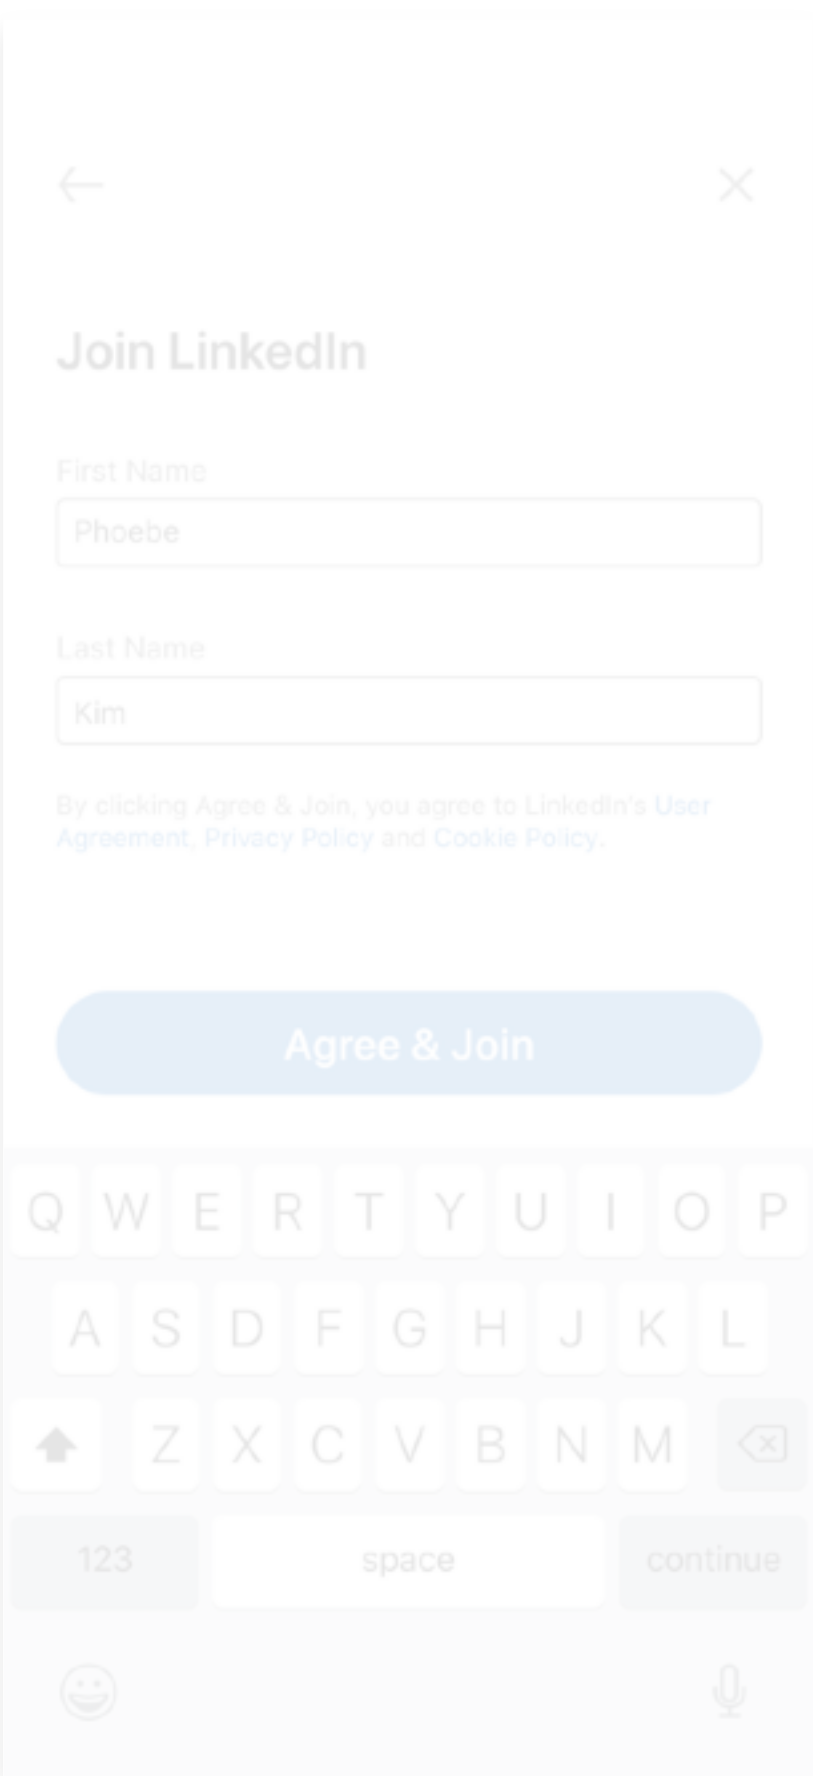 Join LinkedIn
First Name
Phoebe
Last Name
Kim
By clicking Agree & Join, you agree to LinkedIn's User
Agreement, Privacy Policy and Cookie Policy.
Agree & Join
Q W E R T Y U I O P
A S D F G H J K L
Z X C V B N M
123 space continue